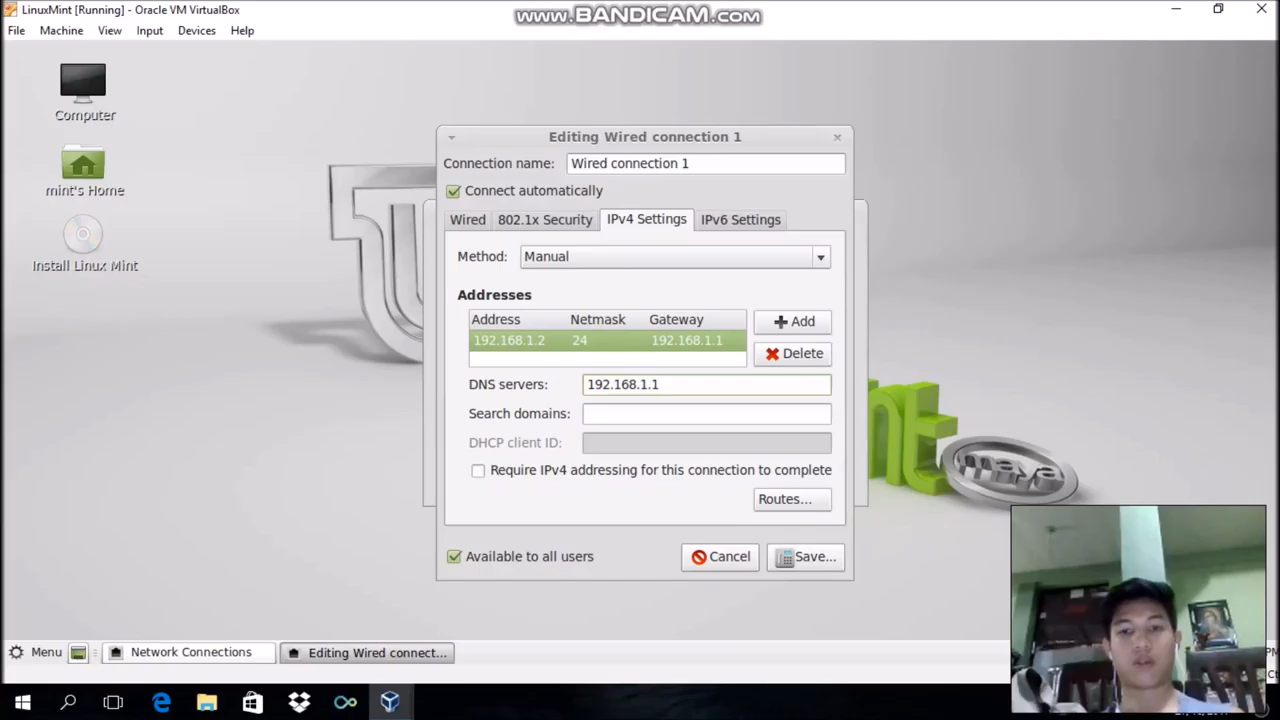 LinuxMint [Running] - Oracle VM VirtualBox
www.BANDICAM.com
File Machine View Input Devices Help
Computer
mint's Home
Install Linux Mint
Editing Wired connection 1
Connection name: Wired connection 1
Connect automatically
Wired 802.1x Security IPv4 Settings IPv6 Settings
Method: Manual
Addresses
Address Netmask Gateway
192.168.1.2 24 192.168.1.1
Add
Delete
DNS servers: 192.168.1.1
Search domains:
DHCP client ID:
Require IPv4 addressing for this connection to complete
Routes...
Available to all users
Cancel Save...
maya
Menu Network Connections Editing Wired connect...